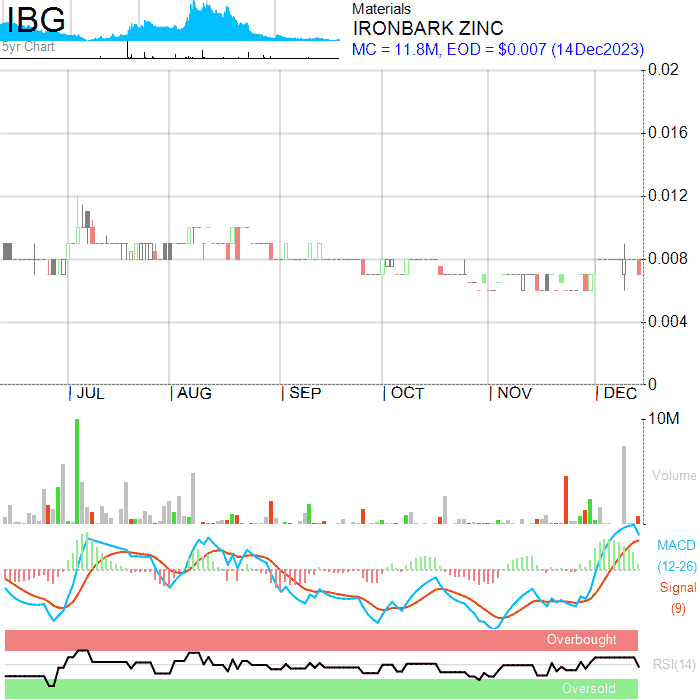 IBG
5yr Chart
Materials
IRONBARK ZINC
MC = 11.8M, EOD = $0.007 (14Dec2023)
0.02
0.016
0.012
0.008
0.004
0
JUL AUG SEP OCT NOV DEC
10M
Volume
MACD
(12-26)
Signal
(9)
Overbought
RSI(14)
Oversold